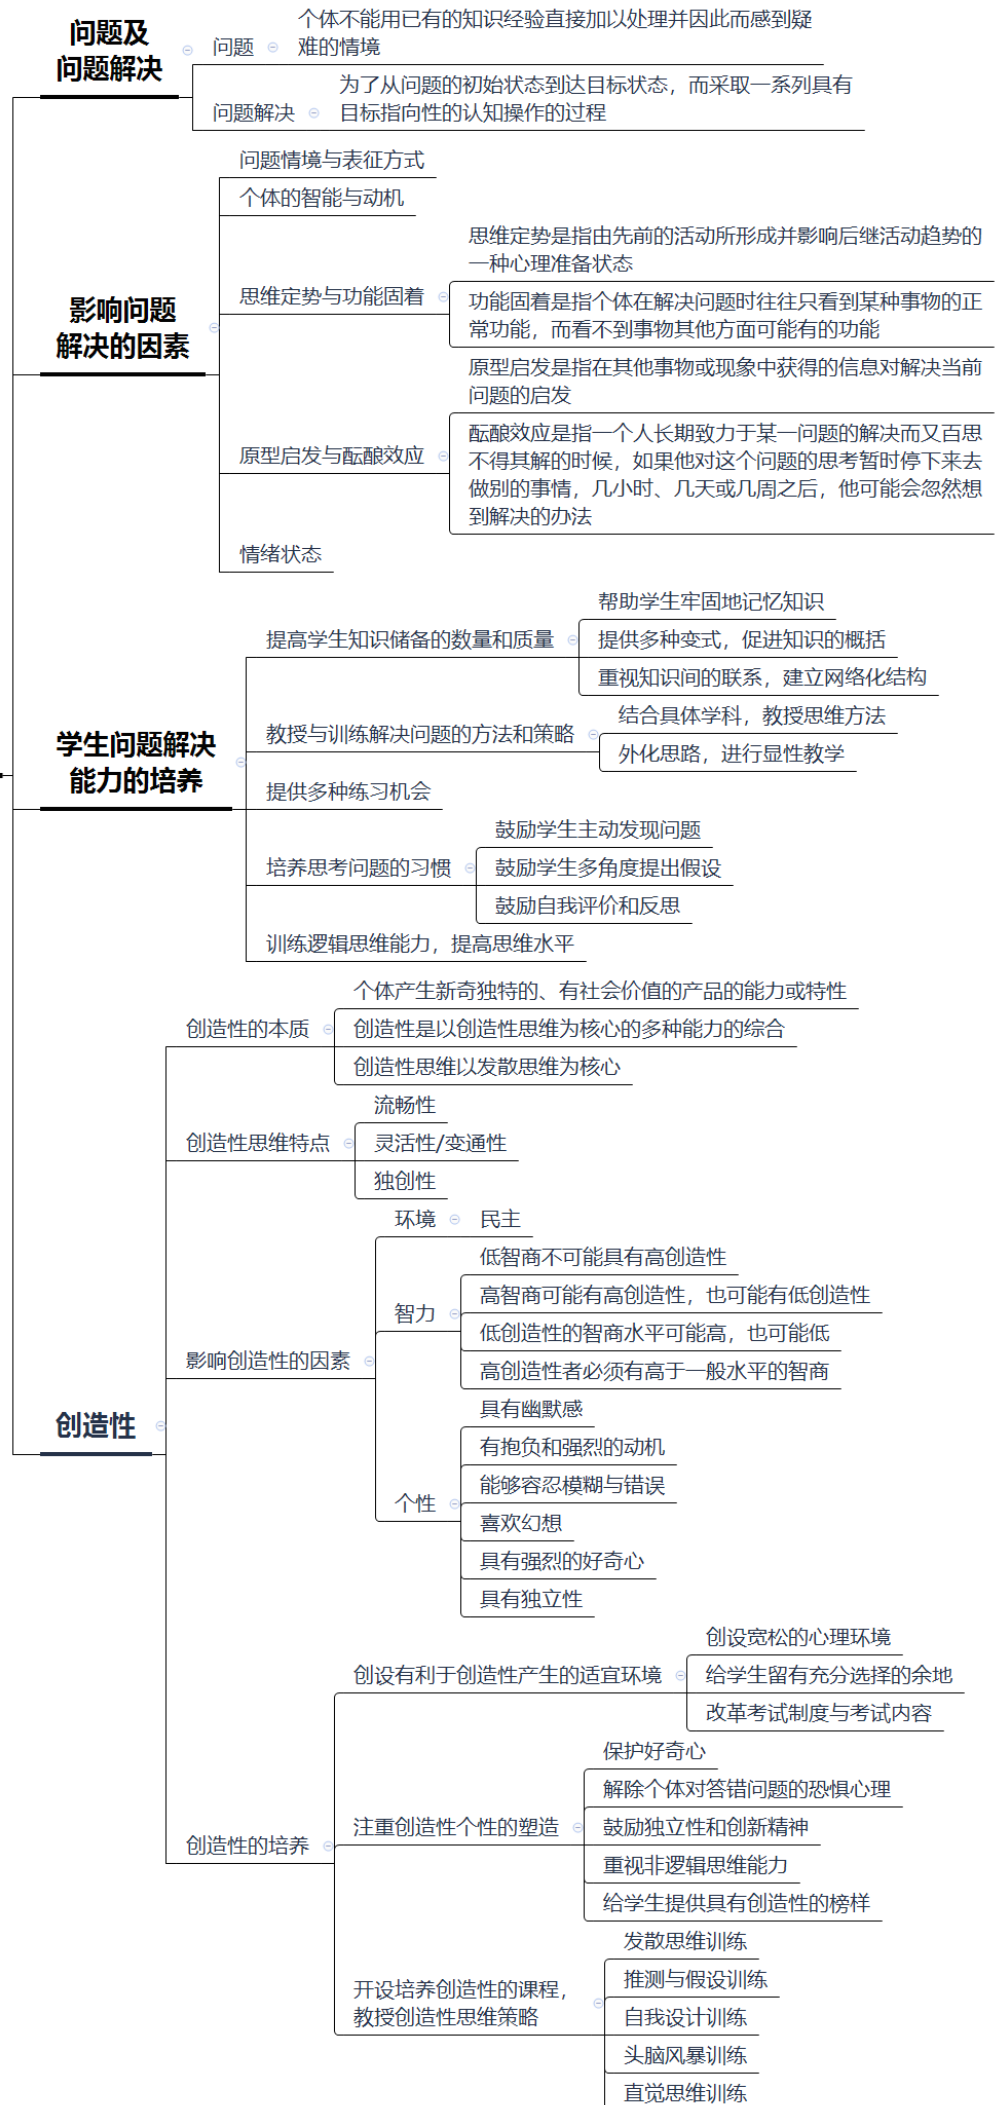 问题及
问题解决
问题
个体不能用已有的知识经验直接加以处理并因此而感到疑
难的情境
问题解决
为了从问题的初始状态到达目标状态，而采取一系列具有
目标指向性的认知操作的过程
影响问题
解决的因素
问题情境与表征方式
个体的智能与动机
思维定势与功能固着
思维定势是指由先前的活动所形成并影响后继活动趋势的
一种心理准备状态
功能固着是指个体在解决问题时往往只看到某种事物的正
常功能，而看不到事物其他方面可能有的功能
原型启发与酝酿效应
原型启发是指在其他事物或现象中获得的信息对解决当前
问题的启发
酝酿效应是指一个人长期致力于某一问题的解决而又百思
不得其解的时候，如果他对这个问题的思考暂时停下来去
做别的事情，几小时、几天或几周之后，他可能会忽然想
到解决的办法
情绪状态
学生问题解决
能力的培养
提高学生知识储备的数量和质量
帮助学生牢固地记忆知识
提供多种变式，促进知识的概括
重视知识间的联系，建立网络化结构
教授与训练解决问题的方法和策略
结合具体学科，教授思维方法
外化思路，进行显性教学
提供多种练习机会
培养思考问题的习惯
鼓励学生主动发现问题
鼓励学生多角度提出假设
鼓励自我评价和反思
训练逻辑思维能力，提高思维水平
创造性
创造性的本质
个体产生新奇独特的、有社会价值的产品的能力或特性
创造性是以创造性思维为核心的多种能力的综合
创造性思维以发散思维为核心
创造性思维特点
流畅性
灵活性/变通性
独创性
影响创造性的因素
环境
民主
智力
低智商不可能具有高创造性
高智商可能有高创造性，也可能有低创造性
低创造性的智商水平可能高，也可能低
高创造性者必须有高于一般水平的智商
个性
具有幽默感
有抱负和强烈的动机
能够容忍模糊与错误
喜欢幻想
具有强烈的好奇心
具有独立性
创造性的培养
创设有利于创造性产生的适宜环境
创设宽松的心理环境
给学生留有充分选择的余地
改革考试制度与考试内容
注重创造性个性的塑造
保护好奇心
解除个体对答错问题的恐惧心理
鼓励独立性和创新精神
重视非逻辑思维能力
给学生提供具有创造性的榜样
开设培养创造性的课程，
教授创造性思维策略
发散思维训练
推测与假设训练
自我设计训练
头脑风暴训练
直觉思维训练